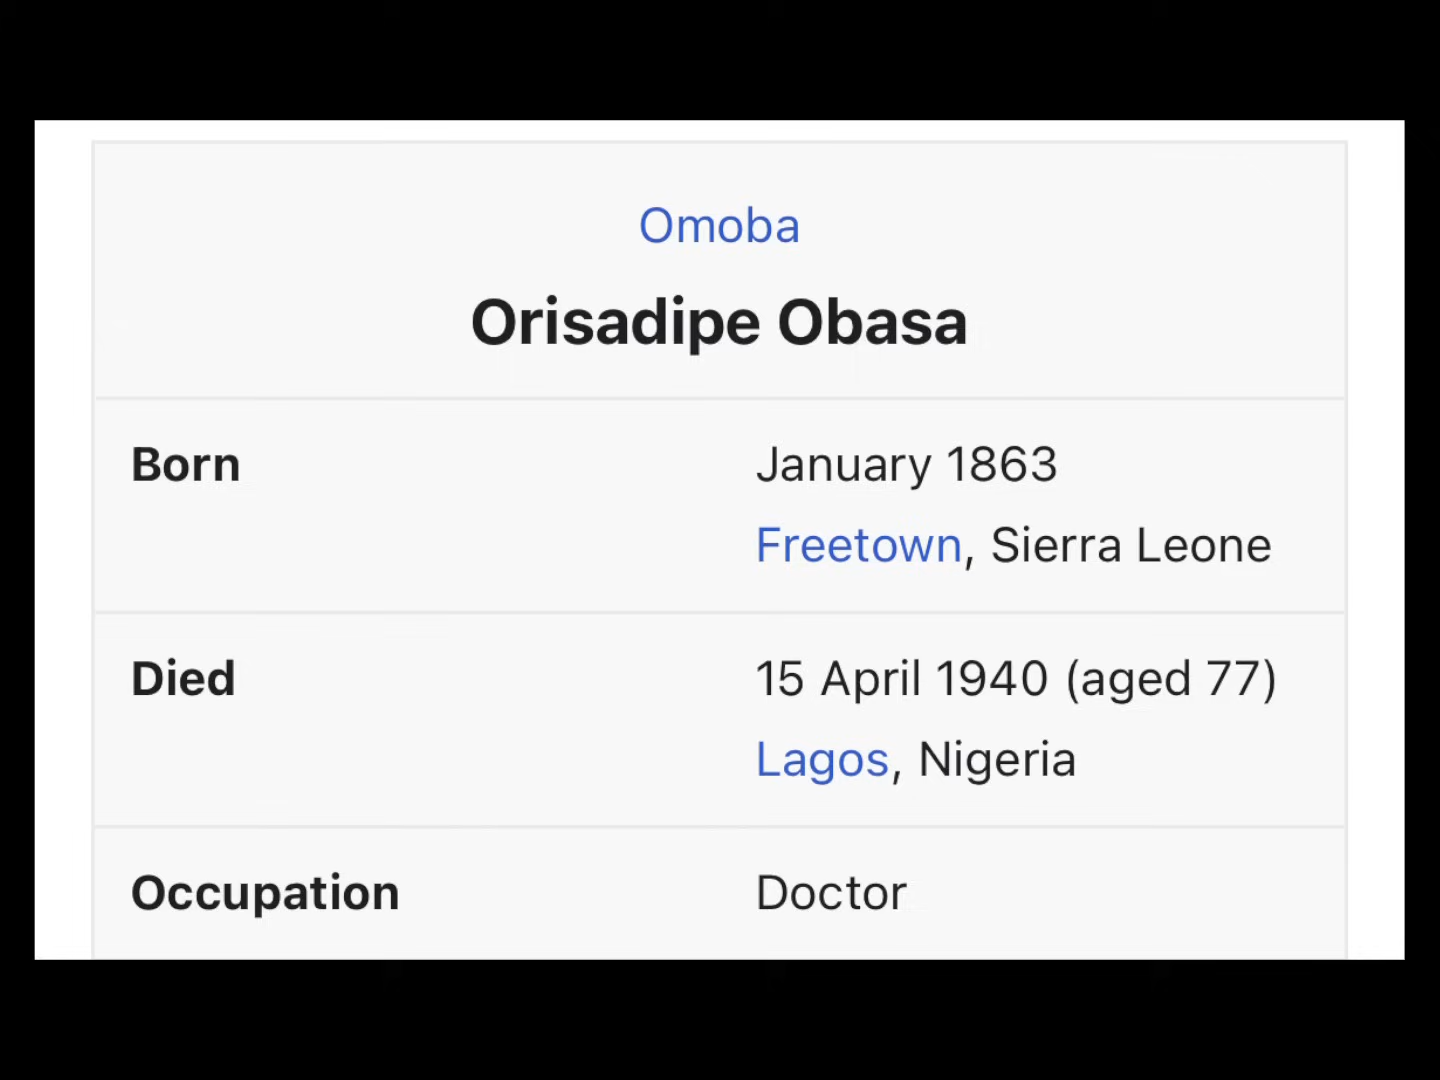 Omoba
Orisadipe Obasa
Born
January 1863
Freetown, Sierra Leone
Died
15 April 1940 (aged 77)
Lagos, Nigeria
Occupation
Doctor